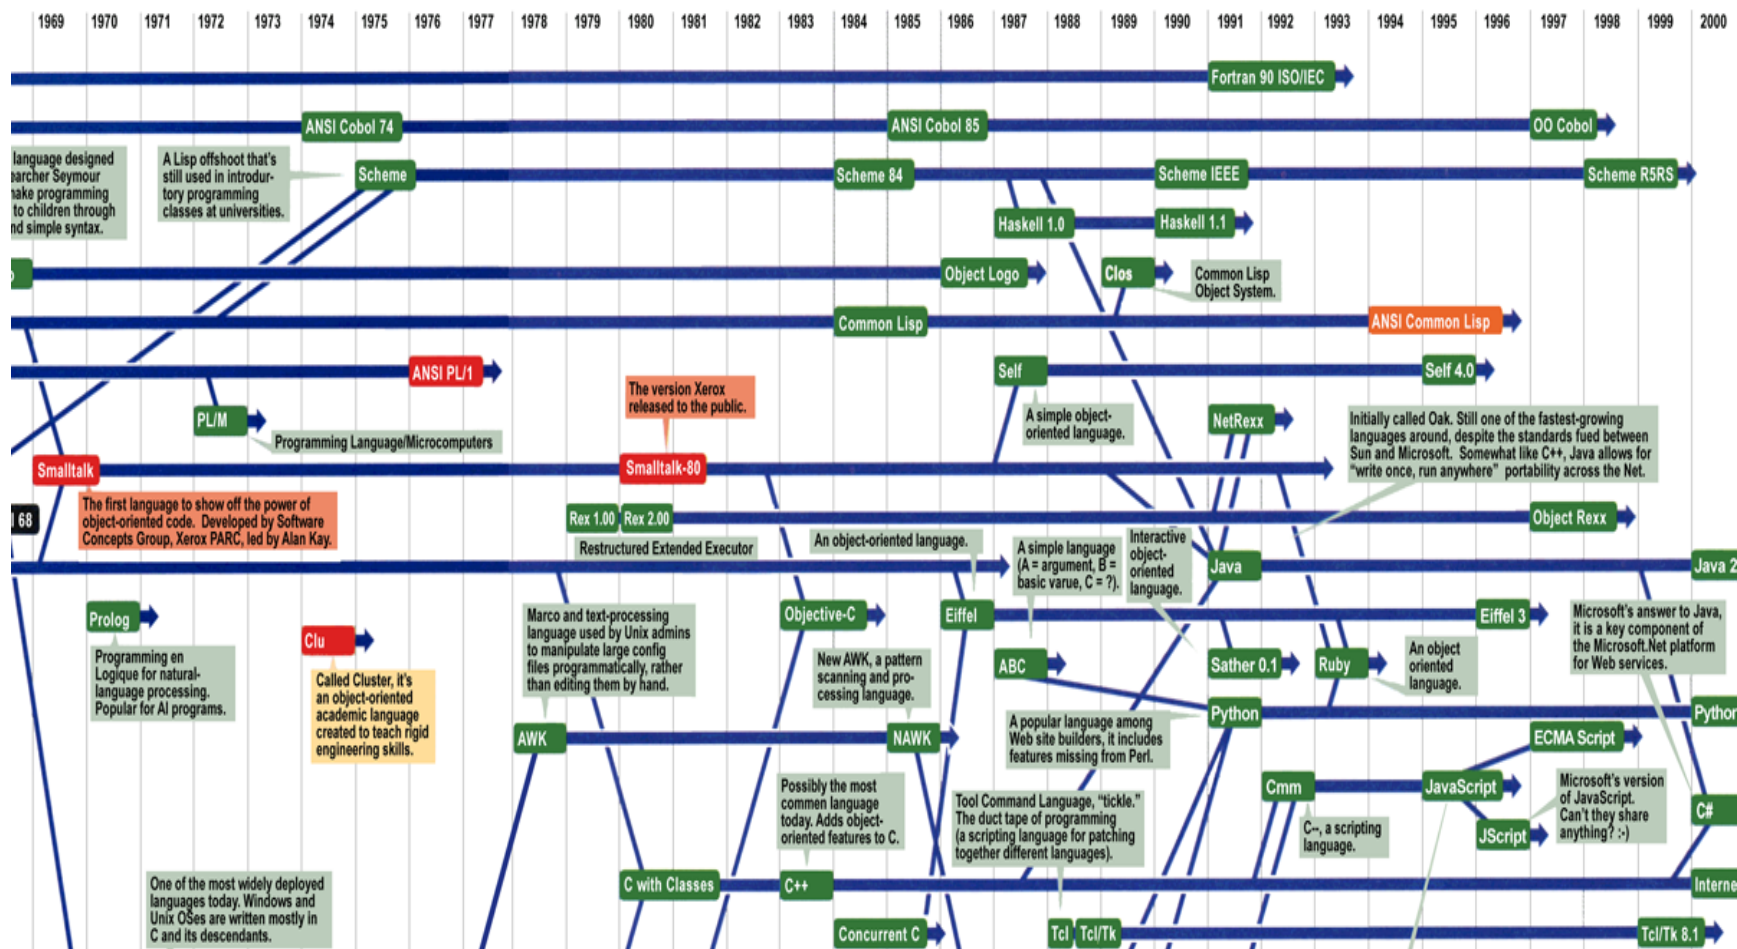 1969 1970 1971 1972 1973 1974 1975 1976 1977 1978 1979 1980 1981 1982 1983 1984 1985 1986 1987 1988 1989 1990 1991 1992 1993 1994 1995 1996 1997 1998 1999 2000
Fortran 90 ISO/IEC
ANSI Cobol 74
ANSI Cobol 85
OO Cobol
language designed
archer Seymour
make programming
to children through
nd simple syntax.
A Lisp offshoot that's
still used in introdur-
tory programming
classes at universities.
Scheme
Scheme 84
Scheme IEEE
Scheme R5RS
Haskell 1.0
Haskell 1.1
Object Logo
Clos
Common Lisp
Object System.
Common Lisp
ANSI Common Lisp
ANSI PL/1
Self
Self 4.0
The version Xerox
released to the public.
PL/M
Programming Language/Microcomputers
A simple object-
oriented language.
NetRexx
Initially called Oak. Still one of the fastest-growing
languages around, despite the standards fued between
Sun and Microsoft. Somewhat like C++, Java allows for
“write once, run anywhere” portability across the Net.
Smalltalk
Smalltalk-80
The first language to show off the power of
object-oriented code. Developed by Software
Concepts Group, Xerox PARC, led by Alan Kay.
l 68
Rex 1.00
Rex 2.00
Restructured Extended Executor
Object Rexx
An object-oriented language.
A simple language
(A = argument, B =
basic varue, C = ?).
Interactive
object-
oriented
language.
Java
Java 2
Prolog
Programming en
Logique for natural-
language processing.
Popular for AI programs.
Clu
Called Cluster, it's
an object-oriented
academic language
created to teach rigid
engineering skills.
Marco and text-processing
language used by Unix admins
to manipulate large config
files programmatically, rather
than editing them by hand.
Objective-C
Eiffel
Eiffel 3
New AWK, a pattern
scanning and pro-
cessing language.
ABC
Sather 0.1
Ruby
An object
oriented
language.
Microsoft's answer to Java,
it is a key component of
the Microsoft.Net platform
for Web services.
AWK
NAWK
Python
Python
A popular language among
Web site builders, it includes
features missing from Perl.
ECMA Script
Possibly the most
commen language
today. Adds object-
oriented features to C.
Tool Command Language, “tickle.”
The duct tape of programming
(a scripting language for patching
together different languages).
Cmm
C--, a scripting
language.
JavaScript
JScript
Microsoft's version
of JavaScript.
Can't they share
anything? :-)
C#
One of the most widely deployed
languages today. Windows and
Unix OSes are written mostly in
C and its descendants.
C with Classes
C++
Interne
Concurrent C
Tcl
Tcl/Tk
Tcl/Tk 8.1